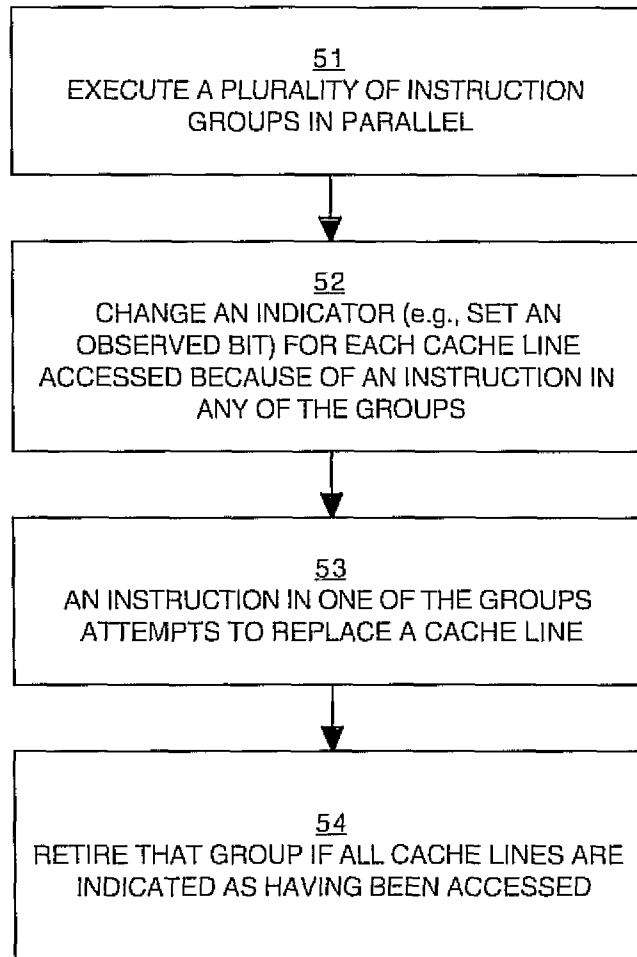 51
EXECUTE A PLURALITY OF INSTRUCTION
GROUPS IN PARALLEL
52
CHANGE AN INDICATOR (e.g., SET AN
OBSERVED BIT) FOR EACH CACHE LINE
ACCESSED BECAUSE OF AN INSTRUCTION IN
ANY OF THE GROUPS
53
AN INSTRUCTION IN ONE OF THE GROUPS
ATTEMPTS TO REPLACE A CACHE LINE
54
RETIRE THAT GROUP IF ALL CACHE LINES ARE
INDICATED AS HAVING BEEN ACCESSED